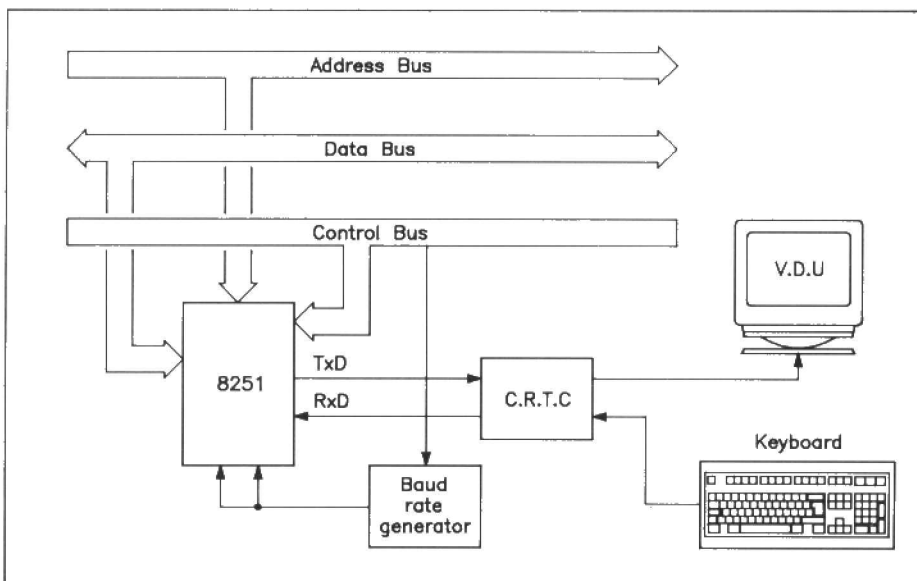 Address Bus
Data Bus
Control Bus
V.D.U
TxD
8251
C.R.T.C
RxD
Keyboard
Baud
rate
generator